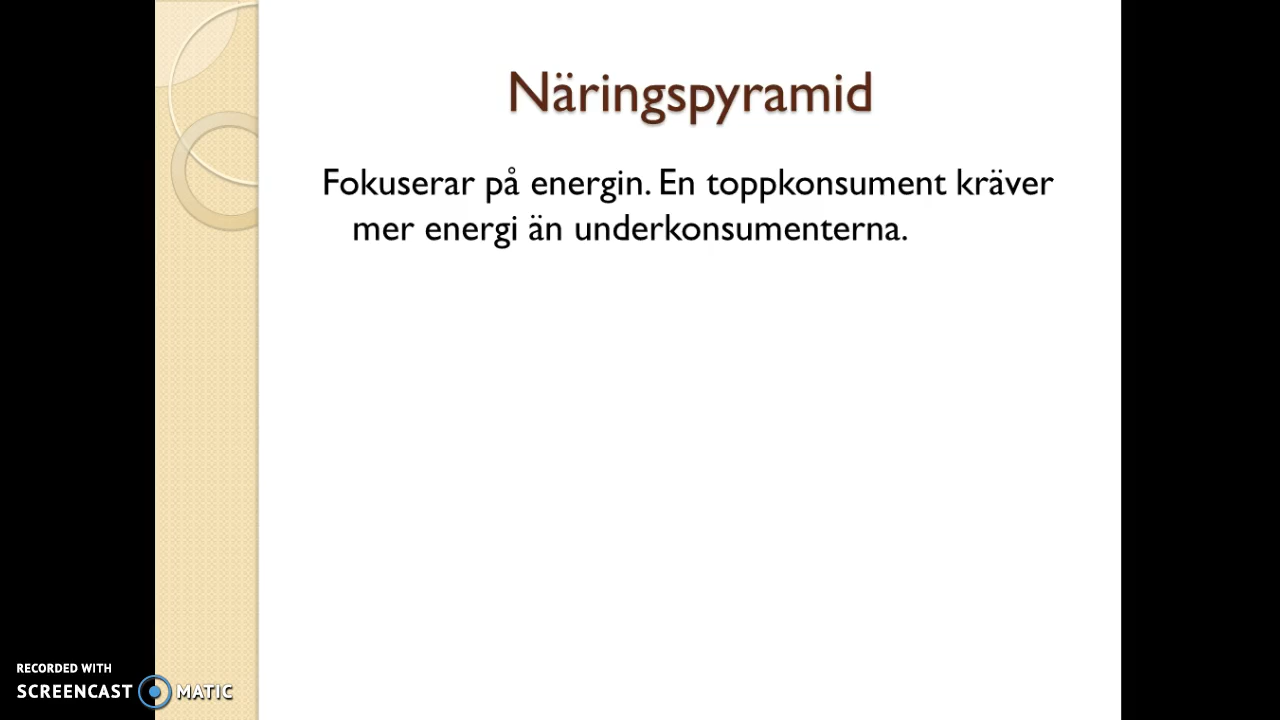 Näringspyramid
Fokuserar på energin. En toppkonsument kräver
mer energi än underkonsumenterna.
RECORDED WITH
SCREENCAST MATIC